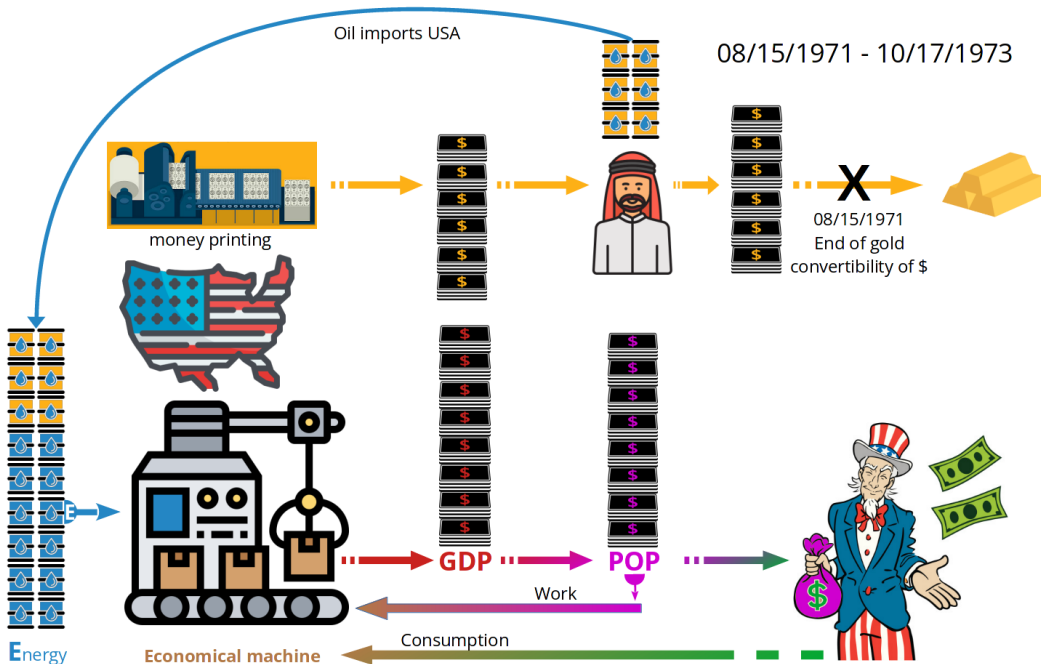 Oil imports USA
08/15/1971 - 10/17/1973
money printing
08/15/1971
End of gold
convertibility of $
E
GDP
POP
Work
Consumption
Energy
Economical machine